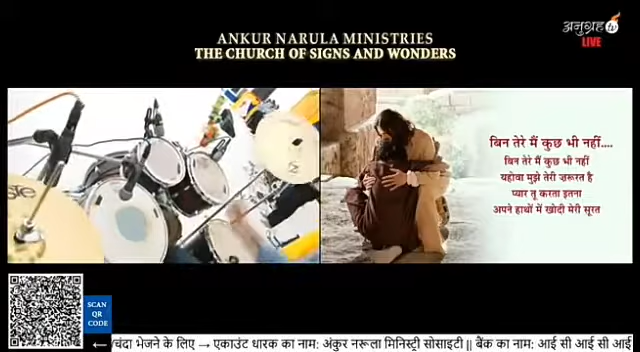 ANKUR NARULA MINISTRIES
THE CHURCH OF SIGNS AND WONDERS
अनुग्रह tv
LIVE
बिन तेरे मैं कुछ भी नहीं....
बिन तेरे मैं कुछ भी नहीं
यहोवा मुझे तेरी ज़रूरत है
प्यार तू करता इतना
अपने हाथों में खोदी मेरी सूरत
SCAN
QR
CODE
← चंदा भेजने के लिए → एकाउंट धारक का नाम: अंकुर नरूला मिनिस्ट्री सोसाइटी || बैंक का नाम: आई सी आई सी आई